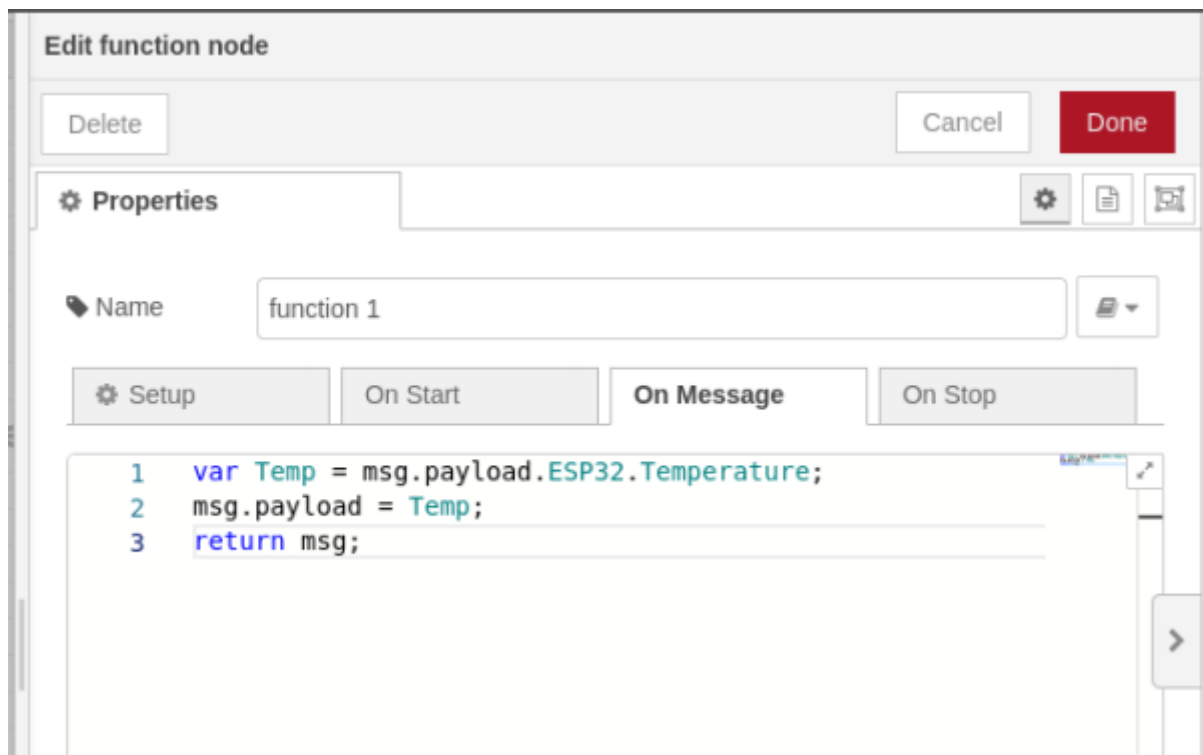 Edit function node
Delete Cancel Done
Properties
Name function 1
Setup On Start On Message On Stop
1 var Temp = msg.payload.ESP32.Temperature;
2 msg.payload = Temp;
3 return msg;